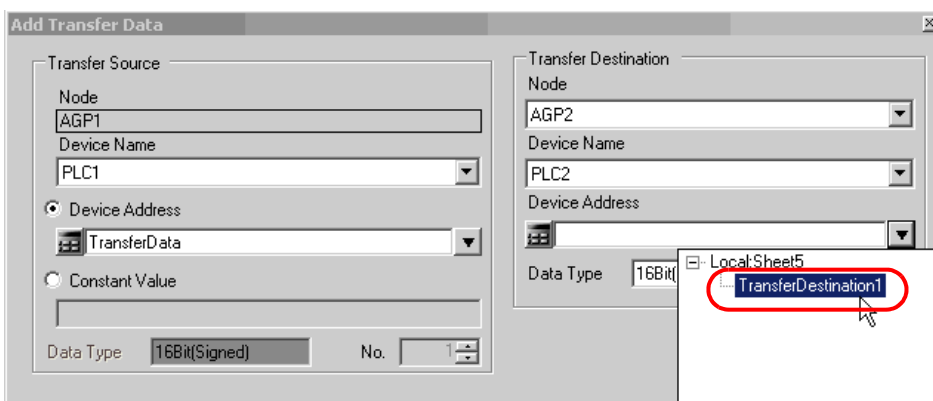 Add Transfer Data
Transfer Source
Node
AGP1
Device Name
PLC1
Device Address
TransferData
Constant Value
Data Type 16Bit(Signed) No. 1
Transfer Destination
Node
AGP2
Device Name
PLC2
Device Address
Data Type 16Bit(
Local:Sheet5
TransferDestination1